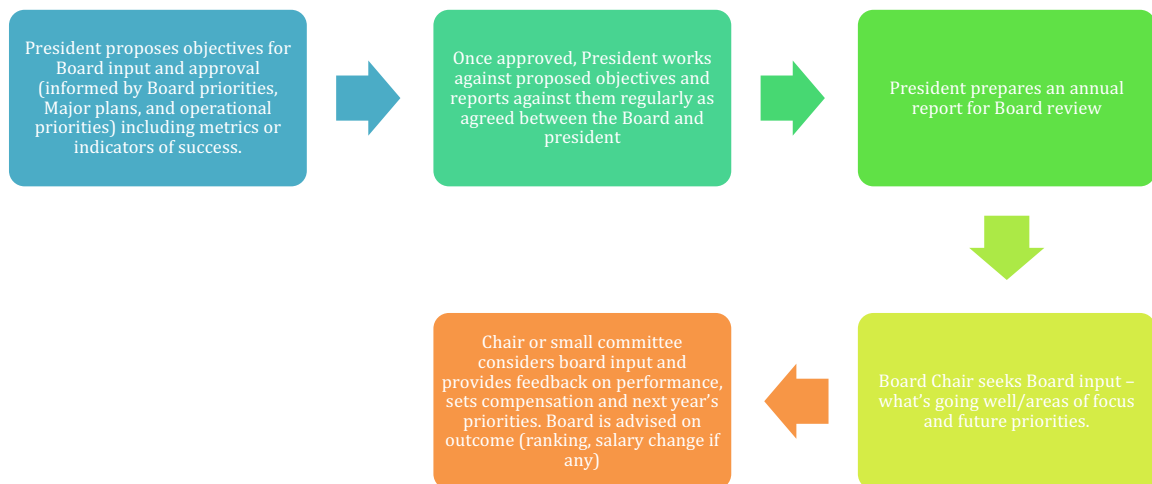 President proposes objectives for
Board input and approval
(informed by Board priorities,
Major plans, and operational
priorities) including metrics or
indicators of success.
Once approved, President works
against proposed objectives and
reports against them regularly as
agreed between the Board and
president
President prepares an annual
report for Board review
Board Chair seeks Board input –
what's going well/areas of focus
and future priorities.
Chair or small committee
considers board input and
provides feedback on performance,
sets compensation and next year's
priorities. Board is advised on
outcome (ranking, salary change if
any)